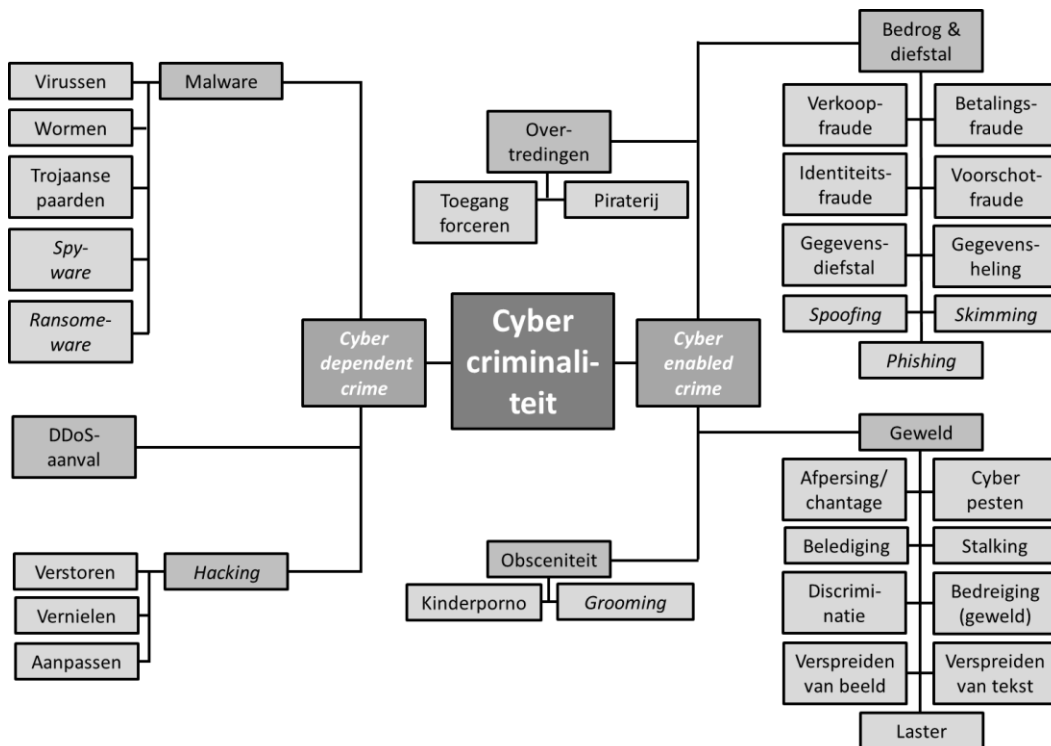 Virussen
Malware
Wormen
Trojaanse
paarden
Spy-
ware
Ransome-
ware
Cyber
dependent
crime
DDoS-
aanval
Verstoren
Hacking
Vernielen
Aanpassen
Cyber
criminali-
teit
Cyber
enabled
crime
Over-
tredingen
Toegang
forceren
Piraterij
Obsceniteit
Kinderporno
Grooming
Bedrog &
diefstal
Verkoop-
fraude
Betalings-
fraude
Identiteits-
fraude
Voorschot-
fraude
Gegevens-
diefstal
Gegevens-
heling
Spoofing
Skimming
Phishing
Geweld
Afpersing/
chantage
Cyber
pesten
Belediging
Stalking
Discrimi-
natie
Bedreiging
(geweld)
Verspreiden
van beeld
Verspreiden
van tekst
Laster